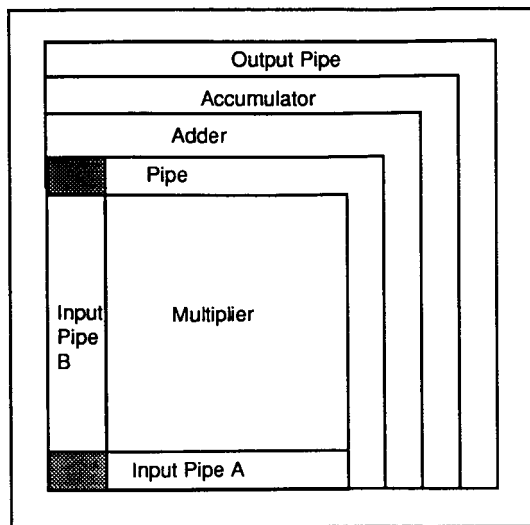 Output Pipe
Accumulator
Adder
Pipe
Input
Pipe
B
Multiplier
Input Pipe A